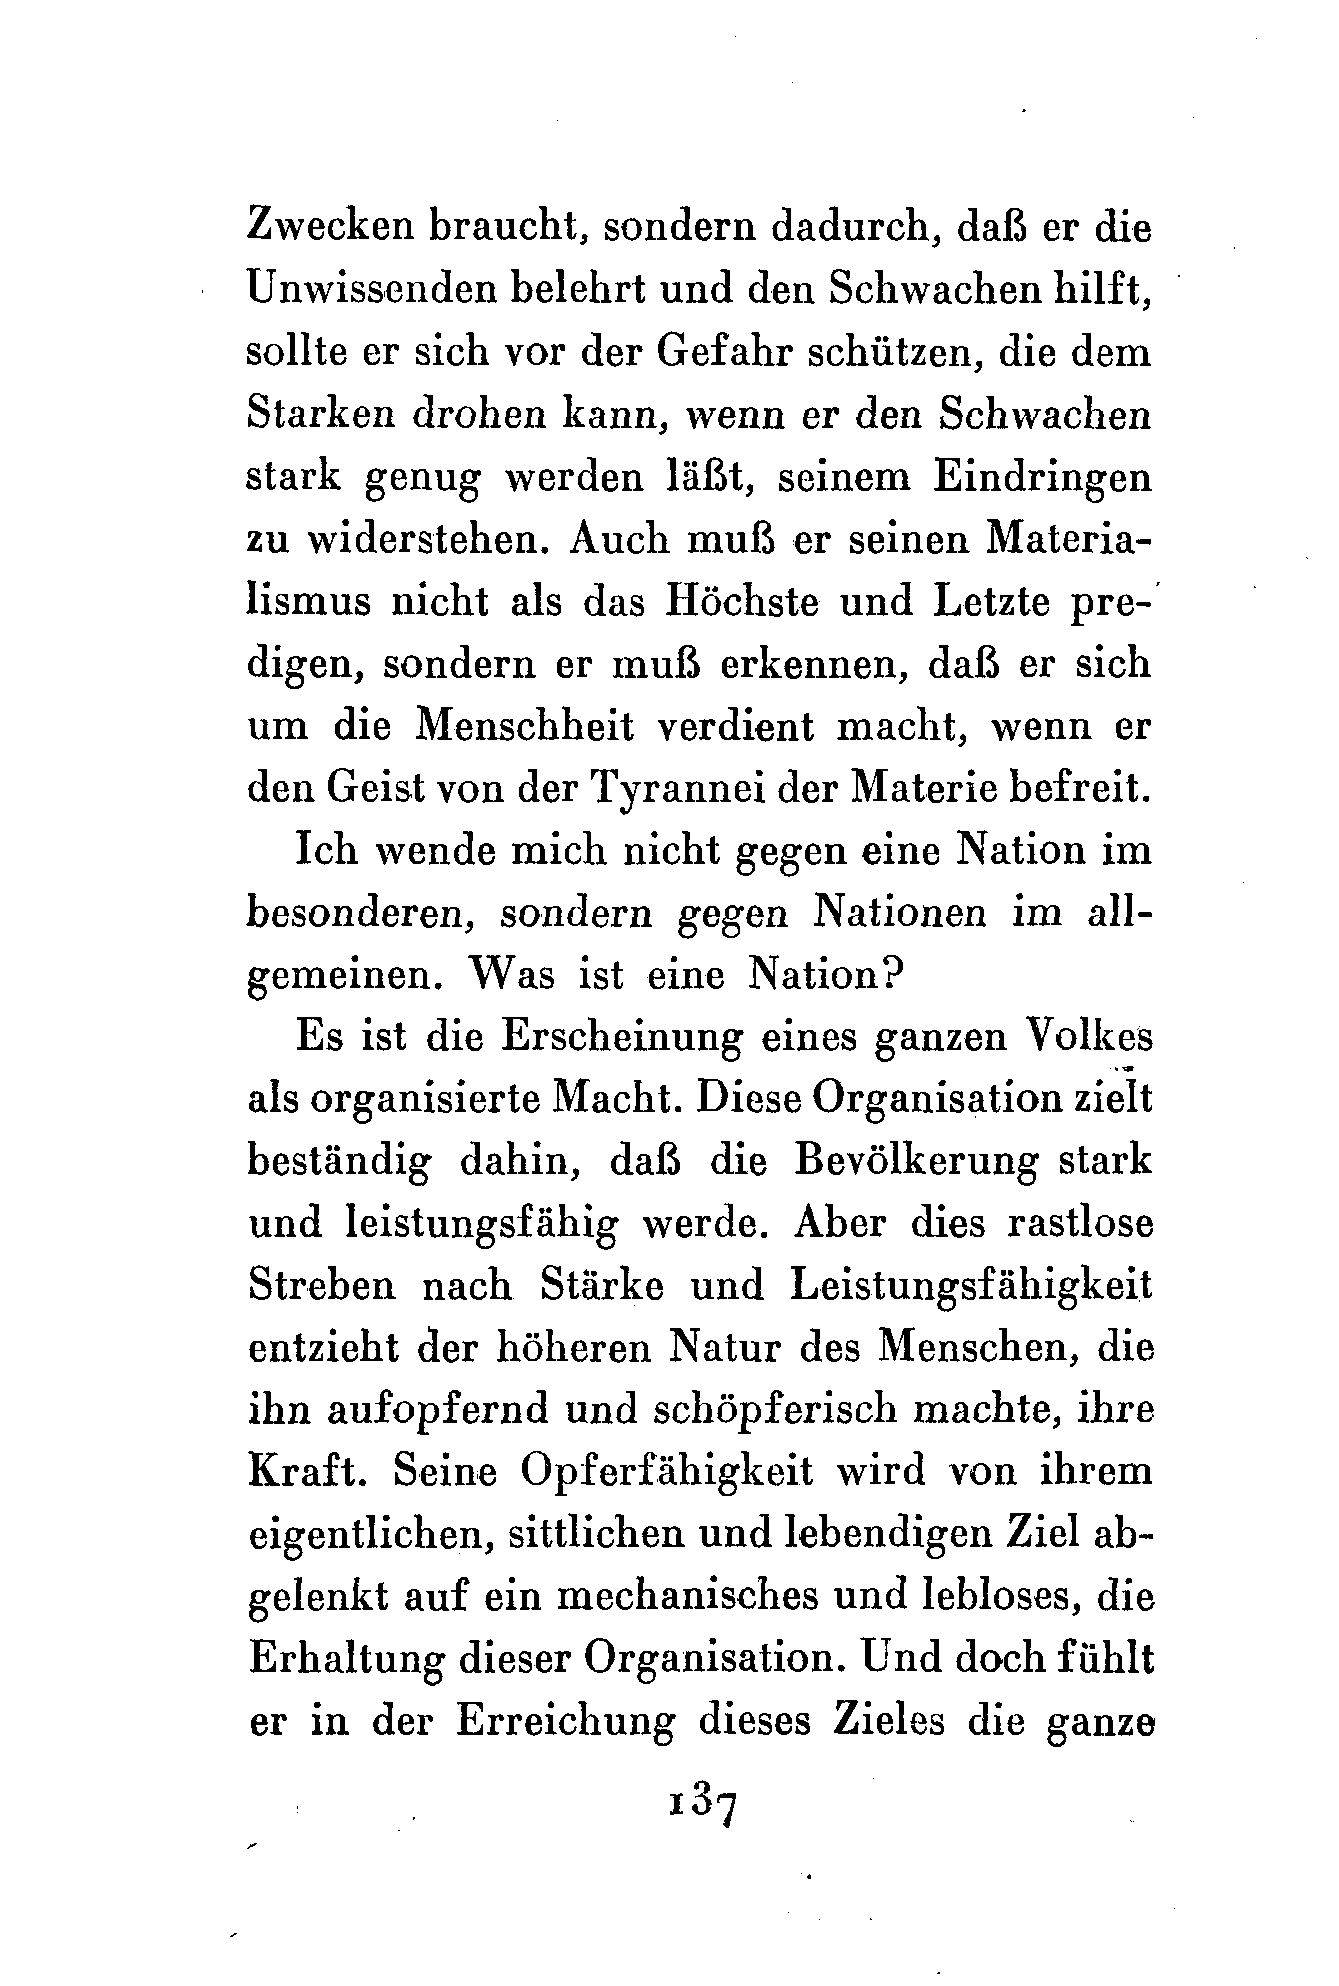 Zwecken braucht, sondern dadurch, daß er die
Unwissenden belehrt und den Schwachen hilft,
sollte er sich vor der Gefahr schützen, die dem
Starken drohen kann, wenn er den Schwachen
stark genug werden läßt, seinem Eindringen
zu widerstehen. Auch muß er seinen Materia-
lismus nicht als das Höchste und Letzte pre-
digen, sondern er muß erkennen, daß er sich
um die Menschheit verdient macht, wenn er
den Geist von der Tyrannei der Materie befreit.
Ich wende mich nicht gegen eine Nation im
besonderen, sondern gegen Nationen im all-
gemeinen. Was ist eine Nation?
Es ist die Erscheinung eines ganzen Volkes
als organisierte Macht. Diese Organisation zielt
beständig dahin, daß die Bevölkerung stark
und leistungsfähig werde. Aber dies rastlose
Streben nach Stärke und Leistungsfähigkeit
entzieht der höheren Natur des Menschen, die
ihn aufopfernd und schöpferisch machte, ihre
Kraft. Seine Opferfähigkeit wird von ihrem
eigentlichen, sittlichen und lebendigen Ziel ab-
gelenkt auf ein mechanisches und lebloses, die
Erhaltung dieser Organisation. Und doch fühlt
er in der Erreichung dieses Zieles die ganze
137